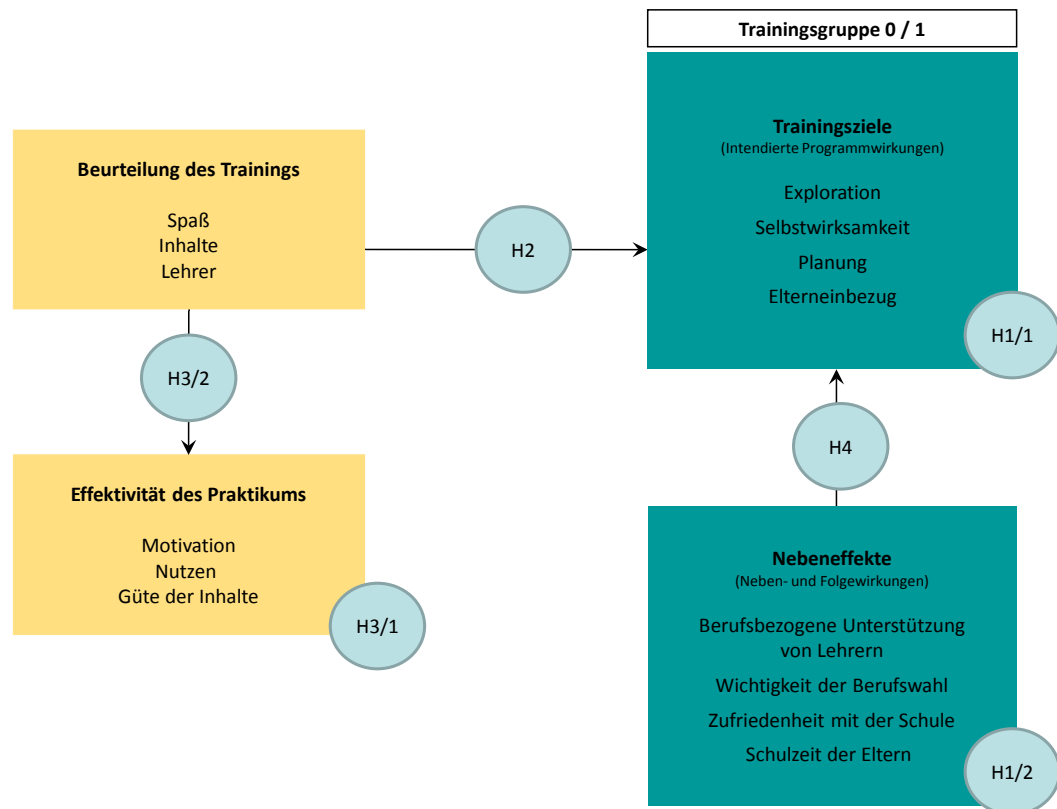 Trainingsgruppe 0 / 1
Trainingsziele
(Intendierte Programmwirkungen)
Exploration
Selbstwirksamkeit
Planung
Elterneinbezug
H1/1
Beurteilung des Trainings
Spaß
Inhalte
Lehrer
H2
H3/2
H4
Effektivität des Praktikums
Motivation
Nutzen
Güte der Inhalte
H3/1
Nebeneffekte
(Neben- und Folgewirkungen)
Berufsbezogene Unterstützung
von Lehrern
Wichtigkeit der Berufswahl
Zufriedenheit mit der Schule
Schulzeit der Eltern
H1/2